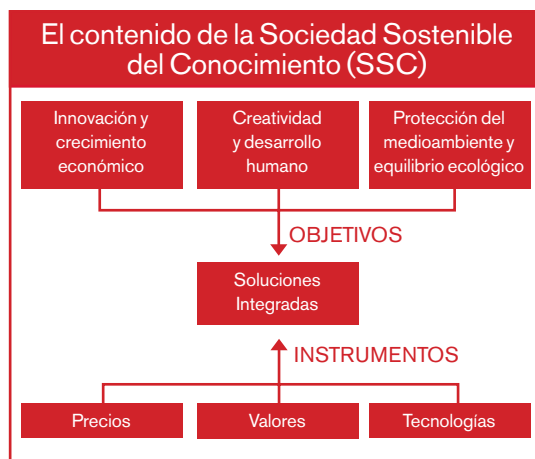 El contenido de la Sociedad Sostenible
del Conocimiento (SSC)
Innovación y
crecimiento
económico
Creatividad
y desarrollo
humano
Protección del
medioambiente y
equilibrio ecológico
OBJETIVOS
Soluciones
Integradas
INSTRUMENTOS
Precios
Valores
Tecnologías